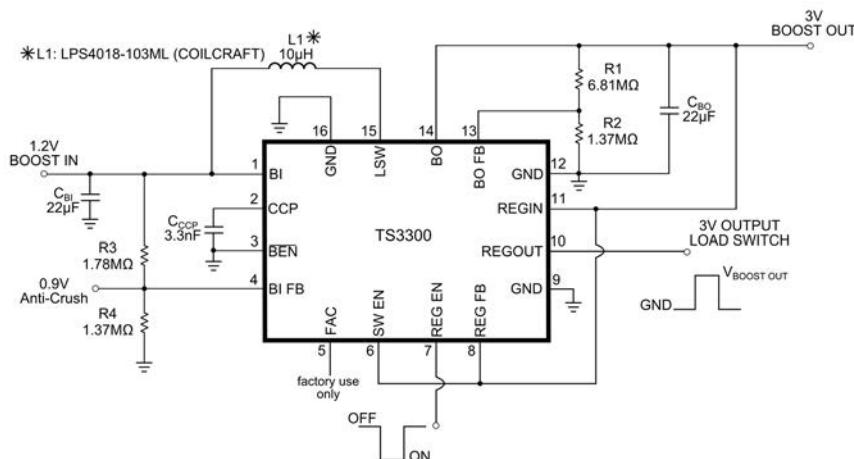 ✳L1: LPS4018-103ML (COILCRAFT)
L1✳
10µH
3V
BOOST OUT
R1
6.81MΩ
R2
1.37MΩ
CBO
22µF
16
15
14
13
GND
LSW
BO
BO FB
1.2V
BOOST IN
CBI
22µF
1
BI
2
CCP
CCCP
3.3nF
3
BEN
R3
1.78MΩ
0.9V
Anti-Crush
4
BI FB
R4
1.37MΩ
TS3300
GND
12
REGIN
11
REGOUT
10
GND
9
3V OUTPUT
LOAD SWITCH
VBOOST OUT
GND
FAC
SW EN
REG EN
REG FB
5
6
7
8
factory use
only
OFF
ON